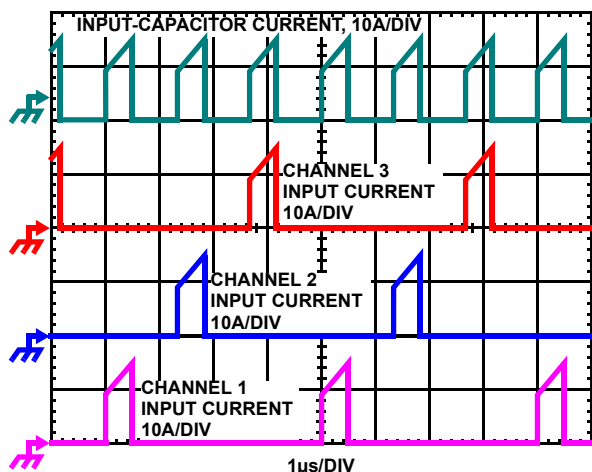 INPUT-CAPACITOR CURRENT, 10A/DIV
CHANNEL 3
INPUT CURRENT
10A/DIV
CHANNEL 2
INPUT CURRENT
10A/DIV
CHANNEL 1
INPUT CURRENT
10A/DIV
1µs/DIV